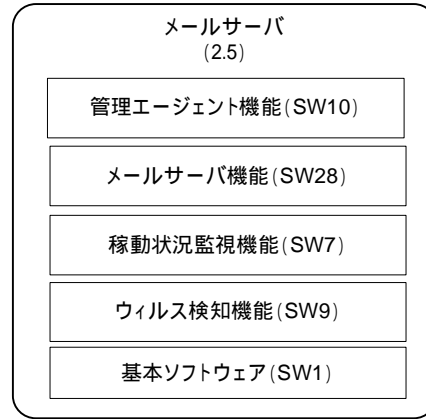 メールサーバ
(2.5)
管理エージェント機能(SW10)
メールサーバ機能(SW28)
稼動状況監視機能(SW7)
ウィルス検知機能(SW9)
基本ソフトウェア(SW1)